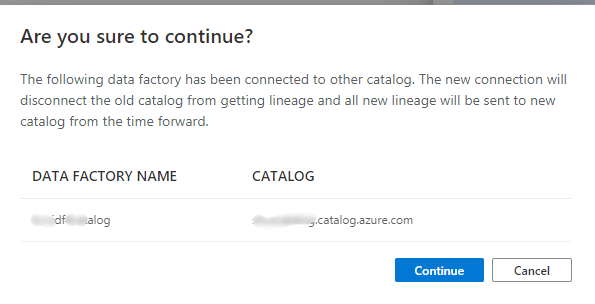 Are you sure to continue?
The following data factory has been connected to other catalog. The new connection will
disconnect the old catalog from getting lineage and all new lineage will be sent to new
catalog from the time forward.
DATA FACTORY NAME CATALOG
.catalog.azure.com
Continue Cancel